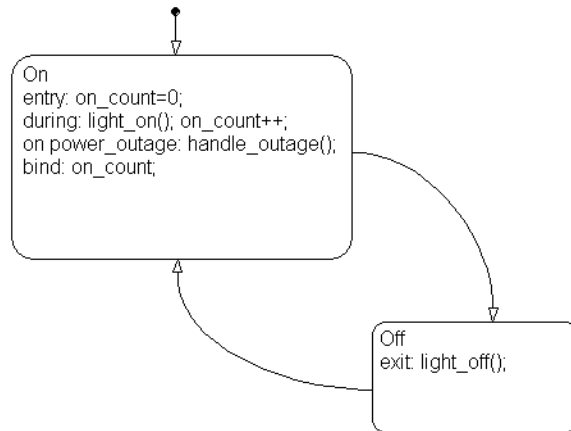 On
entry: on_count=0;
during: light_on(); on_count++;
on power_outage: handle_outage();
bind: on_count;
Off
exit: light_off();